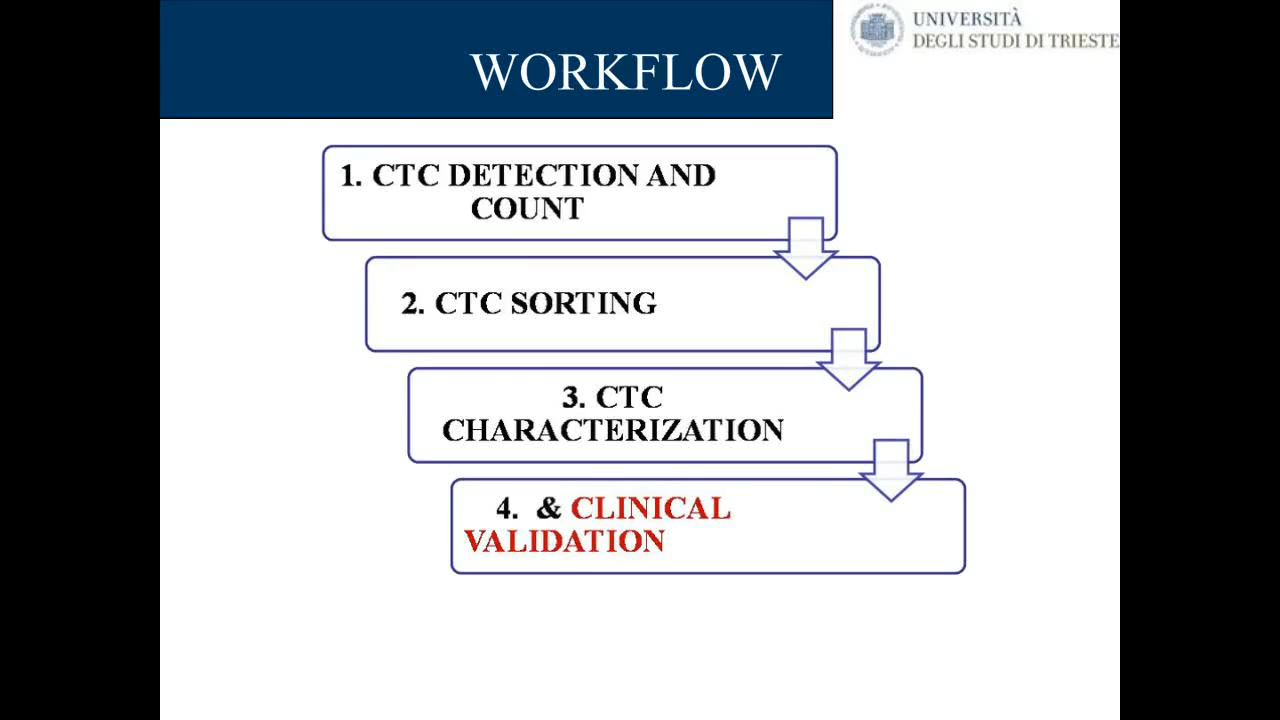 WORKFLOW
UNIVERSITÀ
DEGLI STUDI DI TRIESTE
1. CTC DETECTION AND
COUNT
2. CTC SORTING
3. CTC
CHARACTERIZATION
4. & CLINICAL
VALIDATION